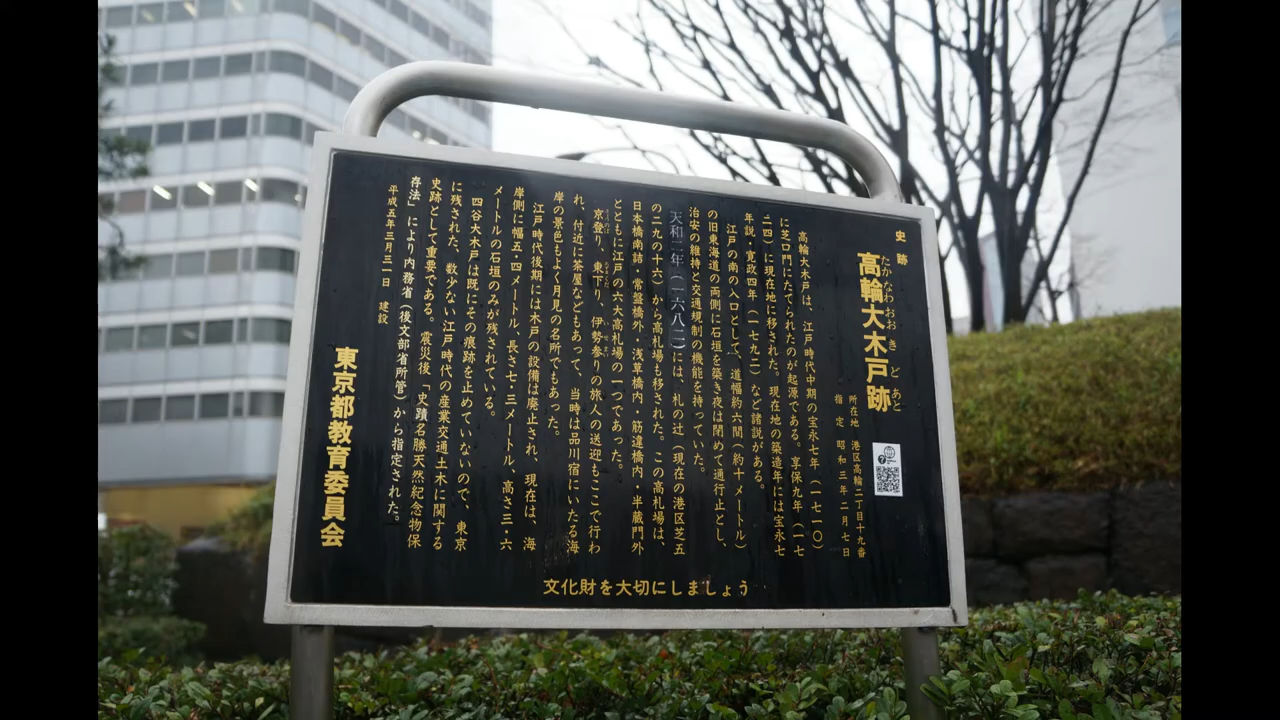 史跡
高輪大木戸跡
たかなわおおきどあと
所在地 港区高輪二丁目十九番
指定 昭和三年二月七日
高輪大木戸は、江戸時代中期の宝永七年（一七一〇）
に芝口門にたてられたのが起源である。享保九年（一七
二四）に現在地に移された。現在地の築造年には宝永七
年説・寛政四年（一七九二）など諸説がある。
江戸の南の入口として、道幅約六間（約十メートル）
の旧東海道の両側に石垣を築き夜は閉めて通行止とし、
治安の維持と交通規制の機能を持っていた。
天和二年（一六八二）には、札の辻（現在の港区芝五
の二九の十六）から高札場も移された。この高札場は、
日本橋南詰・常盤橋外・浅草橋内・筋違橋内・半蔵門外
とともに江戸の六大高札場の一つであった。
京登り、東下り、伊勢参りの旅人の送迎もここで行わ
れ、付近に茶屋などもあって、当時は品川宿にいたる海
岸の景色もよく月見の名所でもあった。
江戸時代後期には木戸の設備は廃止され、現在は、海
岸側に幅五・四メートル、長さ七・三メートル、高さ三・六
メートルの石垣のみが残されている。
四谷大木戸は既にその痕跡を止めていないので、東京
に残された、数少ない江戸時代の産業交通土木に関する
史跡として重要である。震災後「史蹟名勝天然紀念物保
存法」により内務省（後文部省所管）から指定された。
平成五年三月三一日 建設
東京都教育委員会
文化財を大切にしましょう